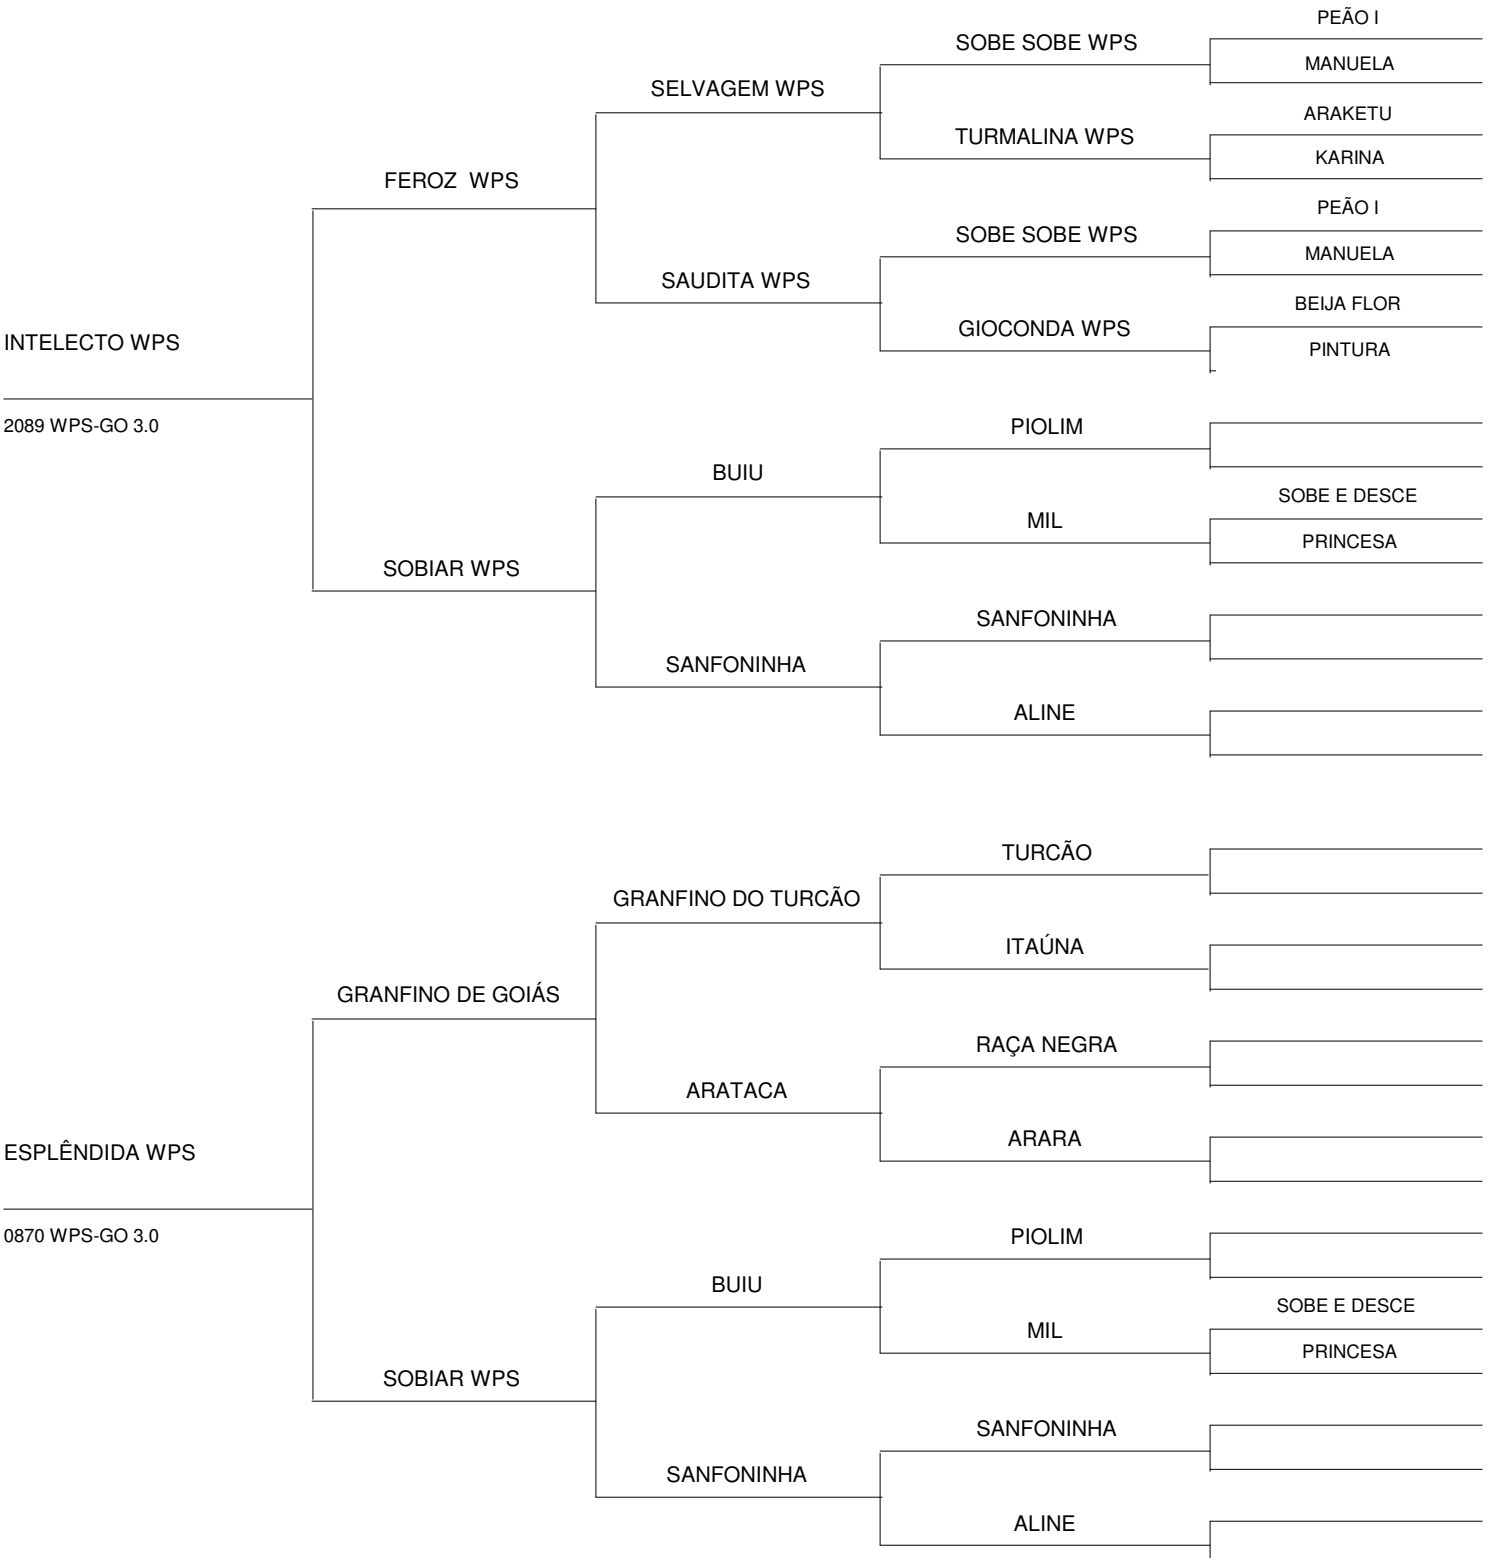 PEÃO I
SOBE SOBE WPS
MANUELA
SELVAGEM WPS
ARAKETU
TURMALINA WPS
KARINA
FEROZ  WPS
PEÃO I
SOBE SOBE WPS
MANUELA
SAUDITA WPS
BEIJA FLOR
GIOCONDA WPS
PINTURA
INTELECTO WPS
2089 WPS-GO 3.0
PIOLIM
BUIU
SOBE E DESCE
MIL
PRINCESA
SOBIAR WPS
SANFONINHA
SANFONINHA
ALINE
TURCÃO
GRANFINO DO TURCÃO
ITAÚNA
GRANFINO DE GOIÁS
RAÇA NEGRA
ARATACA
ARARA
ESPLÊNDIDA WPS
0870 WPS-GO 3.0
PIOLIM
BUIU
SOBE E DESCE
MIL
PRINCESA
SOBIAR WPS
SANFONINHA
SANFONINHA
ALINE